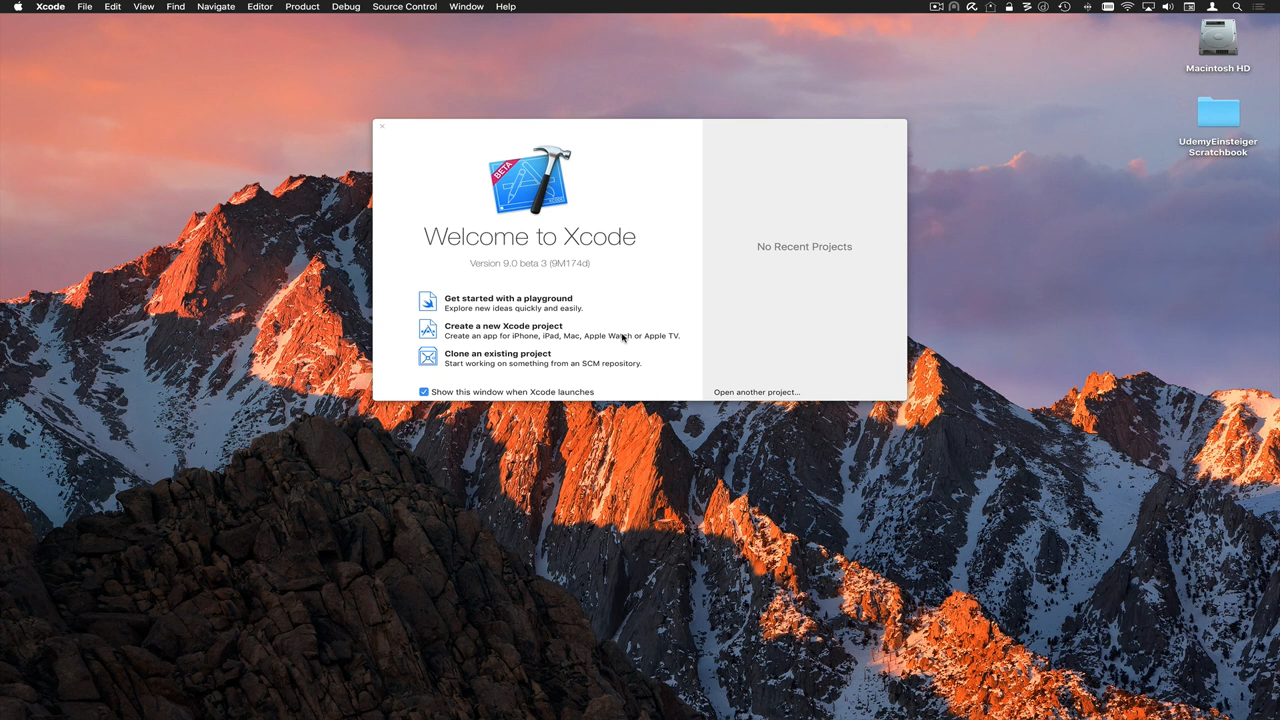 Xcode File Edit View Find Navigate Editor Product Debug Source Control Window Help
Macintosh HD
UdemyEinsteiger
Scratchbook
BETA
Welcome to Xcode
Version 9.0 beta 3 (9M174d)
No Recent Projects
Get started with a playground
Explore new ideas quickly and easily.
Create a new Xcode project
Create an app for iPhone, iPad, Mac, Apple Watch or Apple TV.
Clone an existing project
Start working on something from an SCM repository.
Show this window when Xcode launches
Open another project...